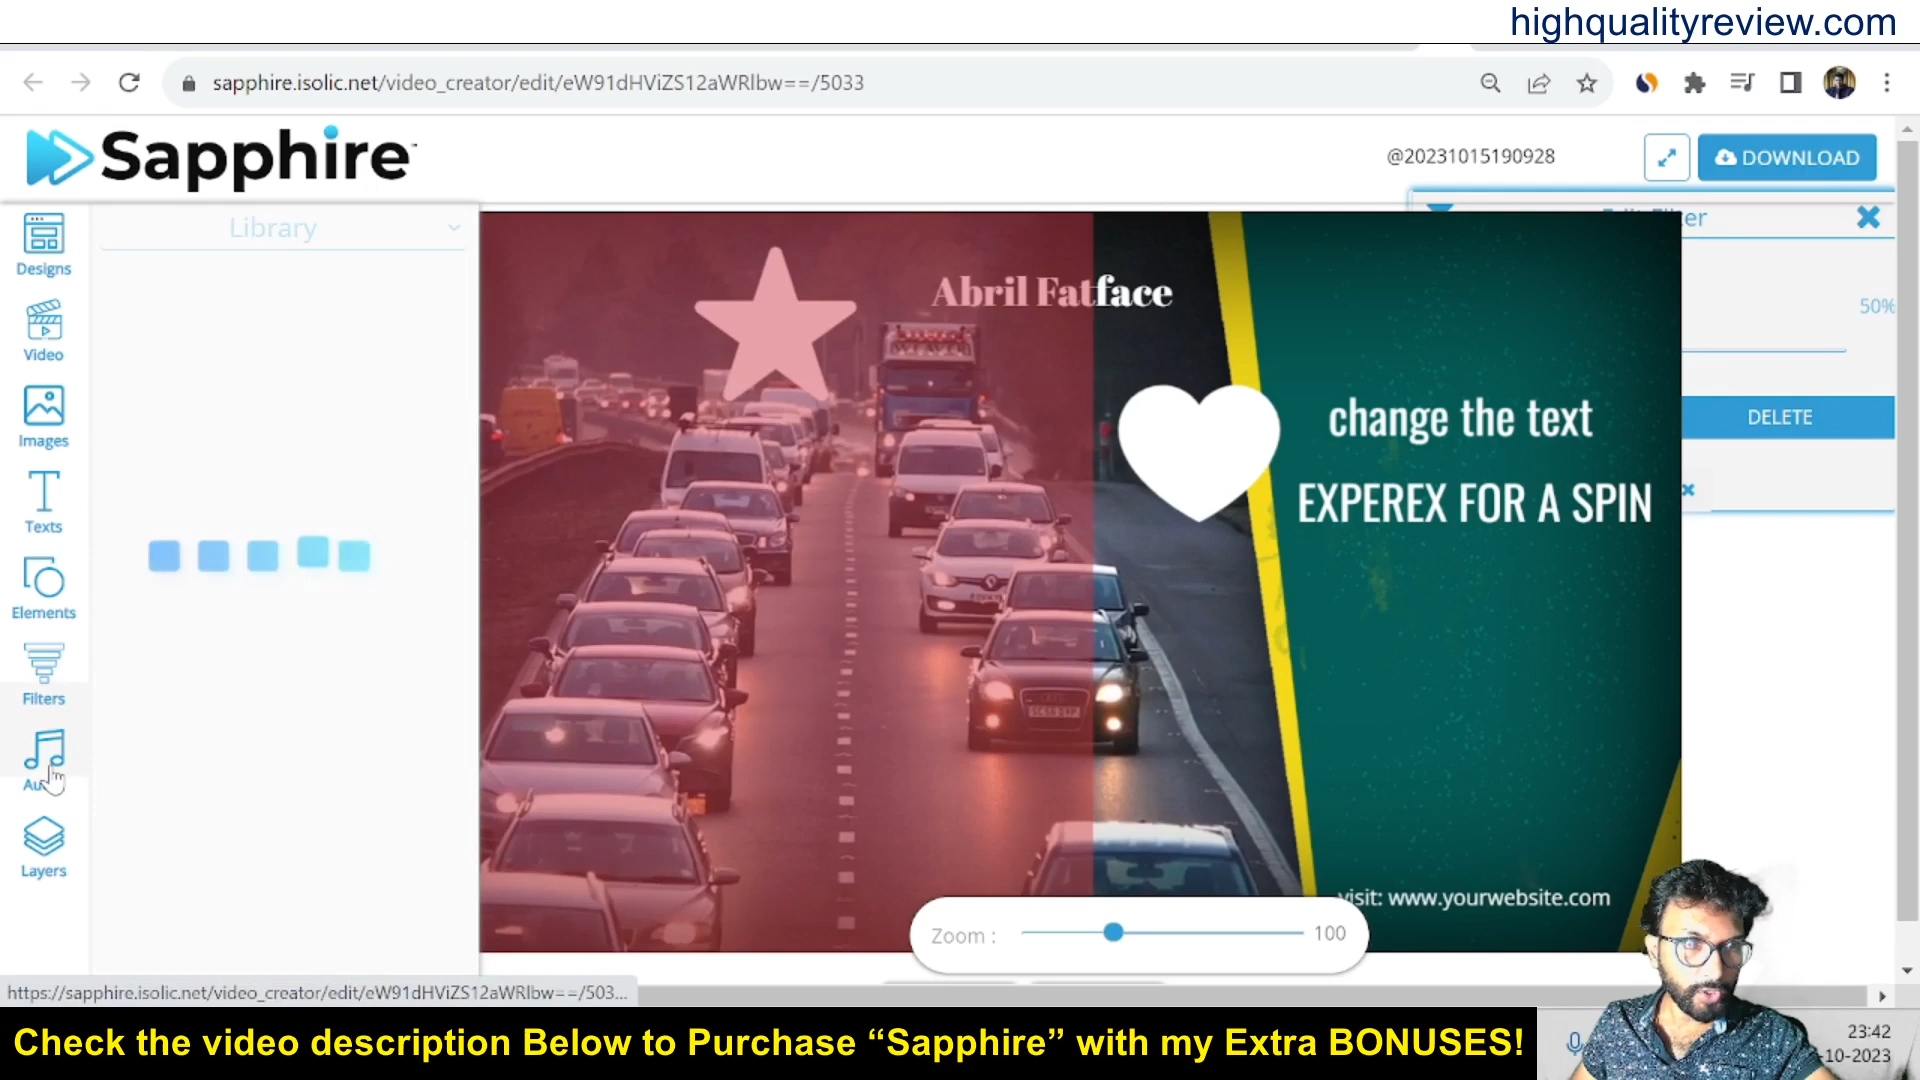 highqualityreview.com
sapphire.isolic.net/video_creator/edit/eW91dHViZS12aWRlbw==/5033
Sapphire
@20231015190928
DOWNLOAD
Library
Designs
Video
Images
Texts
Elements
Filters
Layers
Abril Fatface
change the text
EXPEREX FOR A SPIN
visit: www.yourwebsite.com
Edit Filter
50%
DELETE
Zoom : 100
https://sapphire.isolic.net/video_creator/edit/eW91dHViZS12aWRlbw==/503...
Check the video description Below to Purchase “Sapphire” with my Extra BONUSES!
23:42
-10-2023